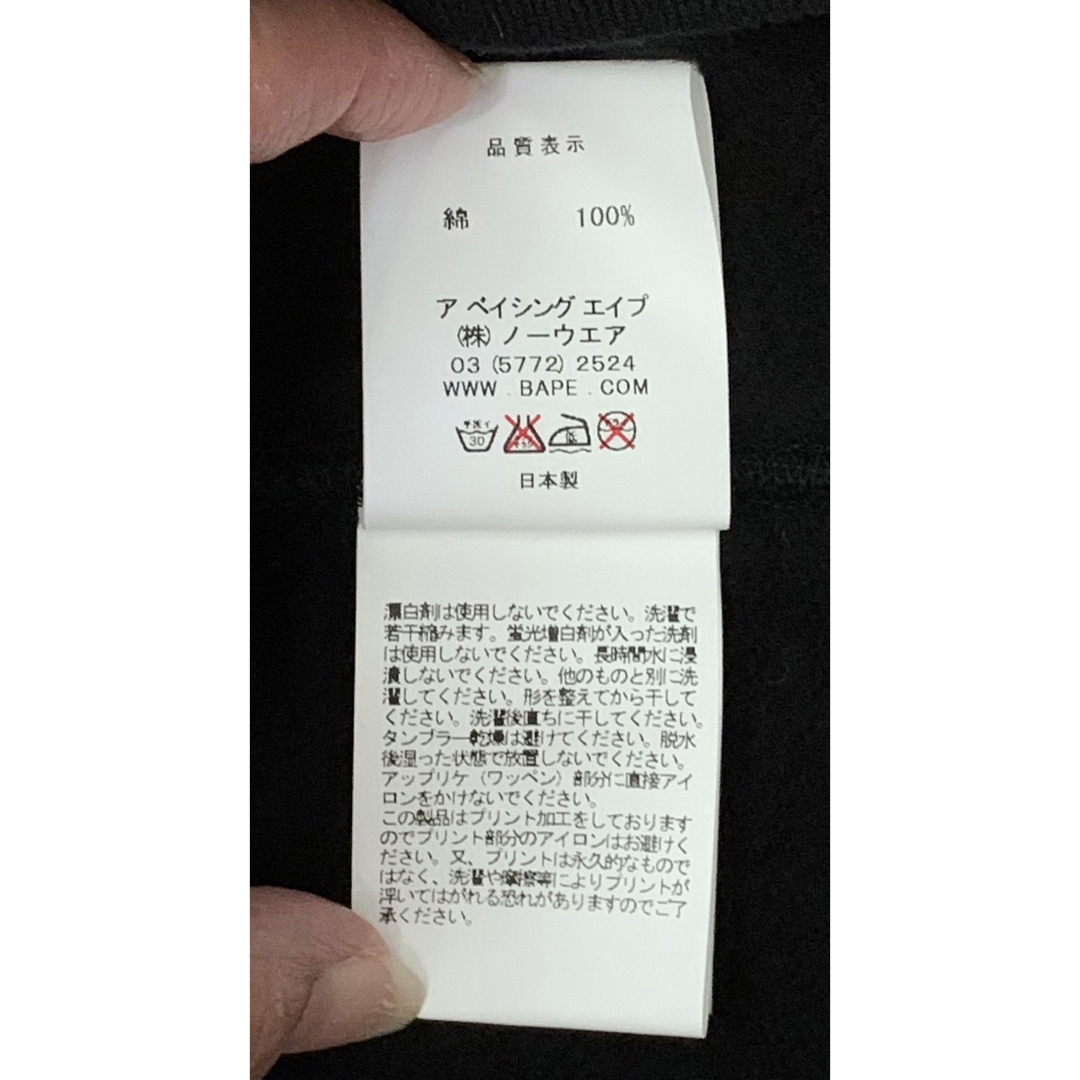 品質表示
綿 100%
ア ベイシング エイプ
(株) ノーウエア
03 (5772) 2524
WWW . BAPE . COM
手洗イ
30
日本製
漂白剤は使用しないでください。洗濯で
若干縮みます。蛍光増白剤が入った洗剤
は使用しないでください。長時間水に浸
漬しないでください。他のものと別に洗
濯してください。形を整えてから干して
ください。洗濯後直ちに干してください。
タンブラー乾燥は避けてください。脱水
後湿った状態で放置しないでください。
アップリケ（ワッペン）部分に直接アイ
ロンをかけないでください。
この製品はプリント加工をしております
のでプリント部分のアイロンはお避けく
ださい。又、プリントは永久的なもので
はなく、洗濯や摩擦等によりプリントが
浮いてはがれる恐れがありますのでご了
承ください。